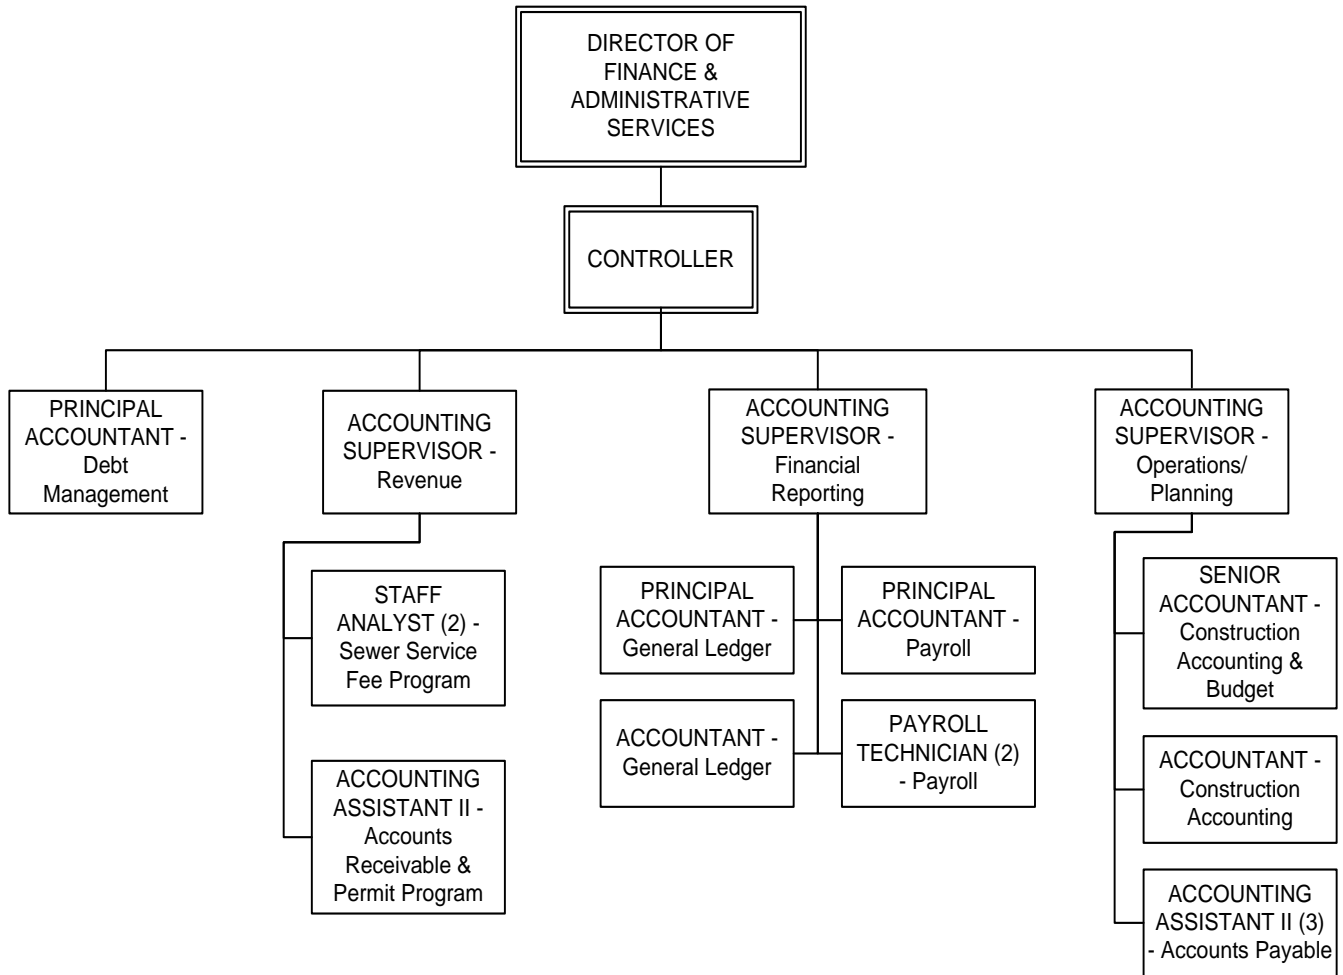 DIRECTOR OF
FINANCE &
ADMINISTRATIVE
SERVICES
CONTROLLER
PRINCIPAL
ACCOUNTANT -
Debt
Management
ACCOUNTING
SUPERVISOR -
Revenue
ACCOUNTING
SUPERVISOR -
Financial
Reporting
ACCOUNTING
SUPERVISOR -
Operations/
Planning
STAFF
ANALYST (2) -
Sewer Service
Fee Program
ACCOUNTING
ASSISTANT II -
Accounts
Receivable &
Permit Program
PRINCIPAL
ACCOUNTANT -
General Ledger
PRINCIPAL
ACCOUNTANT -
Payroll
ACCOUNTANT -
General Ledger
PAYROLL
TECHNICIAN (2)
- Payroll
SENIOR
ACCOUNTANT -
Construction
Accounting &
Budget
ACCOUNTANT -
Construction
Accounting
ACCOUNTING
ASSISTANT II (3)
- Accounts Payable